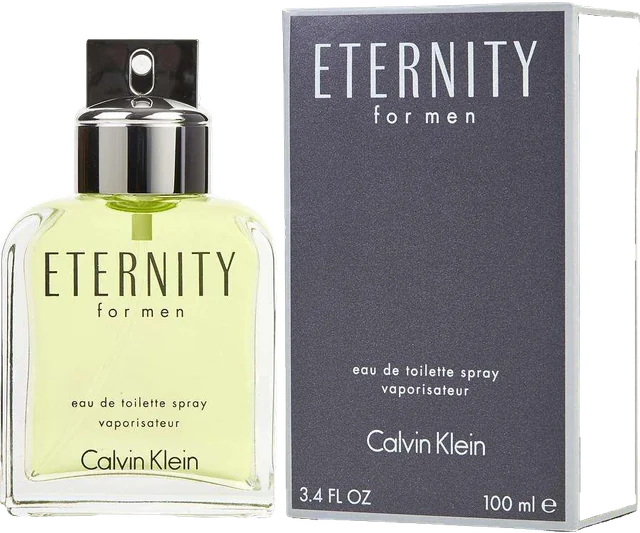 ETERNITY
for men
eau de toilette spray
vaporisateur
Calvin Klein
ETERNITY
for men
eau de toilette spray
vaporisateur
Calvin Klein
3.4 FL OZ
100 ml ℮